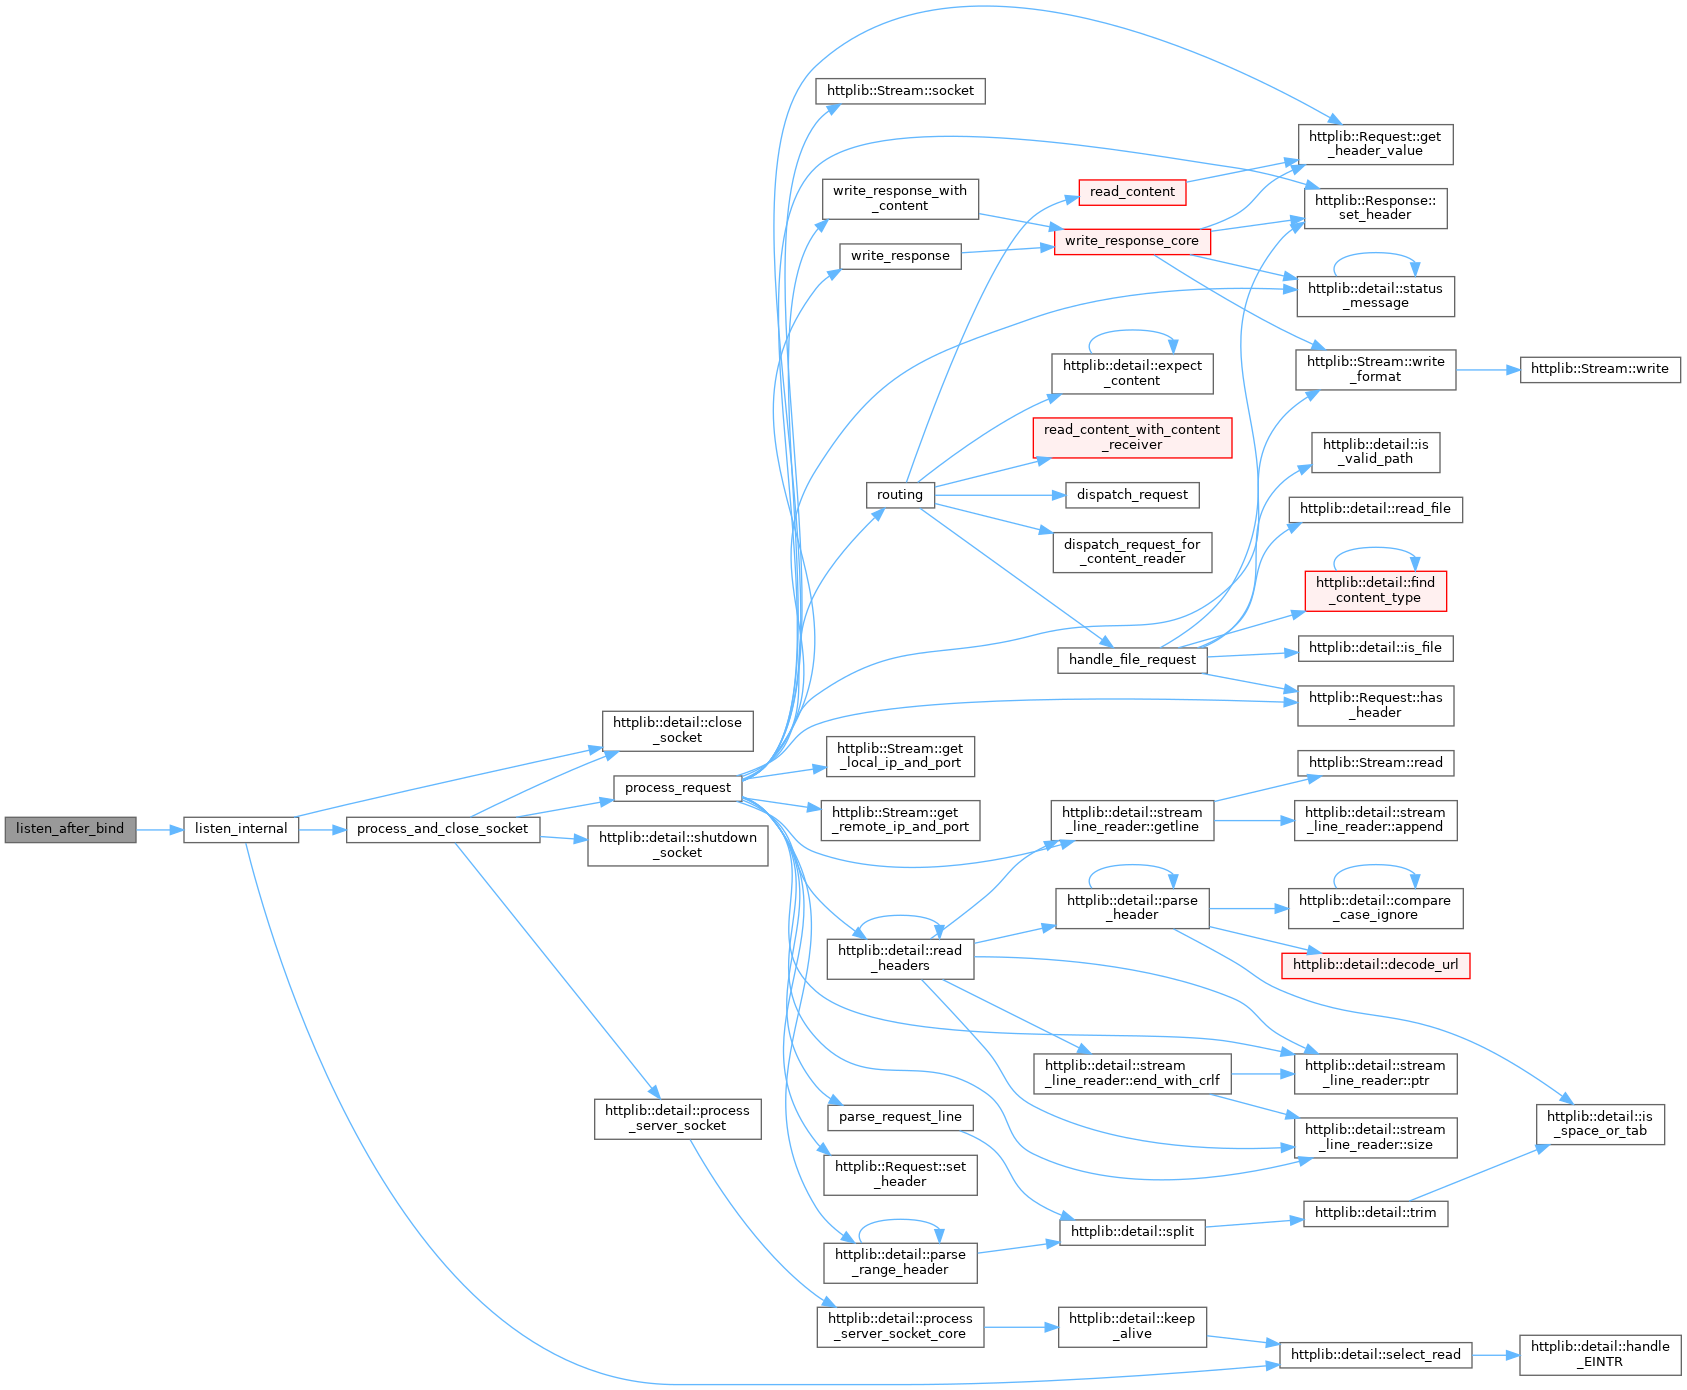 listen_after_bind
listen_internal
process_and_close_socket
httplib::detail::close
_socket
process_request
httplib::detail::shutdown
_socket
httplib::detail::process
_server_socket
httplib::Stream::socket
write_response_with
_content
write_response
routing
httplib::Stream::get
_local_ip_and_port
httplib::Stream::get
_remote_ip_and_port
httplib::detail::read
_headers
parse_request_line
httplib::Request::set
_header
httplib::detail::parse
_range_header
httplib::detail::process
_server_socket_core
read_content
write_response_core
httplib::detail::expect
_content
read_content_with_content
_receiver
dispatch_request
dispatch_request_for
_content_reader
handle_file_request
httplib::detail::stream
_line_reader::getline
httplib::detail::parse
_header
httplib::detail::stream
_line_reader::end_with_crlf
httplib::detail::split
httplib::detail::keep
_alive
httplib::Request::get
_header_value
httplib::Response::
set_header
httplib::detail::status
_message
httplib::Stream::write
_format
httplib::detail::is
_valid_path
httplib::detail::read_file
httplib::detail::find
_content_type
httplib::detail::is_file
httplib::Request::has
_header
httplib::Stream::read
httplib::detail::stream
_line_reader::append
httplib::detail::compare
_case_ignore
httplib::detail::decode_url
httplib::detail::stream
_line_reader::ptr
httplib::detail::stream
_line_reader::size
httplib::detail::trim
httplib::detail::select_read
httplib::Stream::write
httplib::detail::is
_space_or_tab
httplib::detail::handle
_EINTR